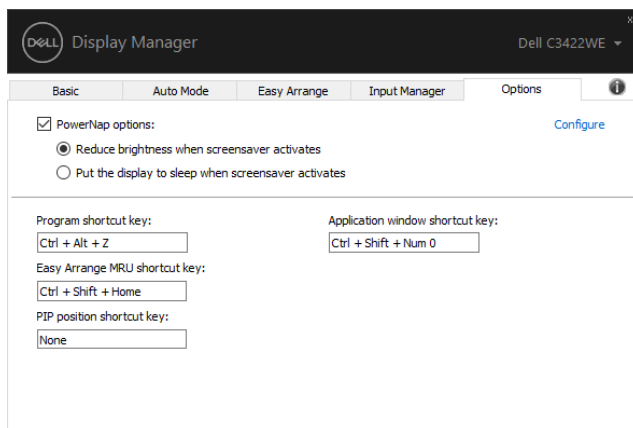 DELL Display Manager
Dell C3422WE
Basic Auto Mode Easy Arrange Input Manager Options
PowerNap options:
Configure
Reduce brightness when screensaver activates
Put the display to sleep when screensaver activates
Program shortcut key:
Application window shortcut key:
Ctrl + Alt + Z
Ctrl + Shift + Num 0
Easy Arrange MRU shortcut key:
Ctrl + Shift + Home
PIP position shortcut key:
None